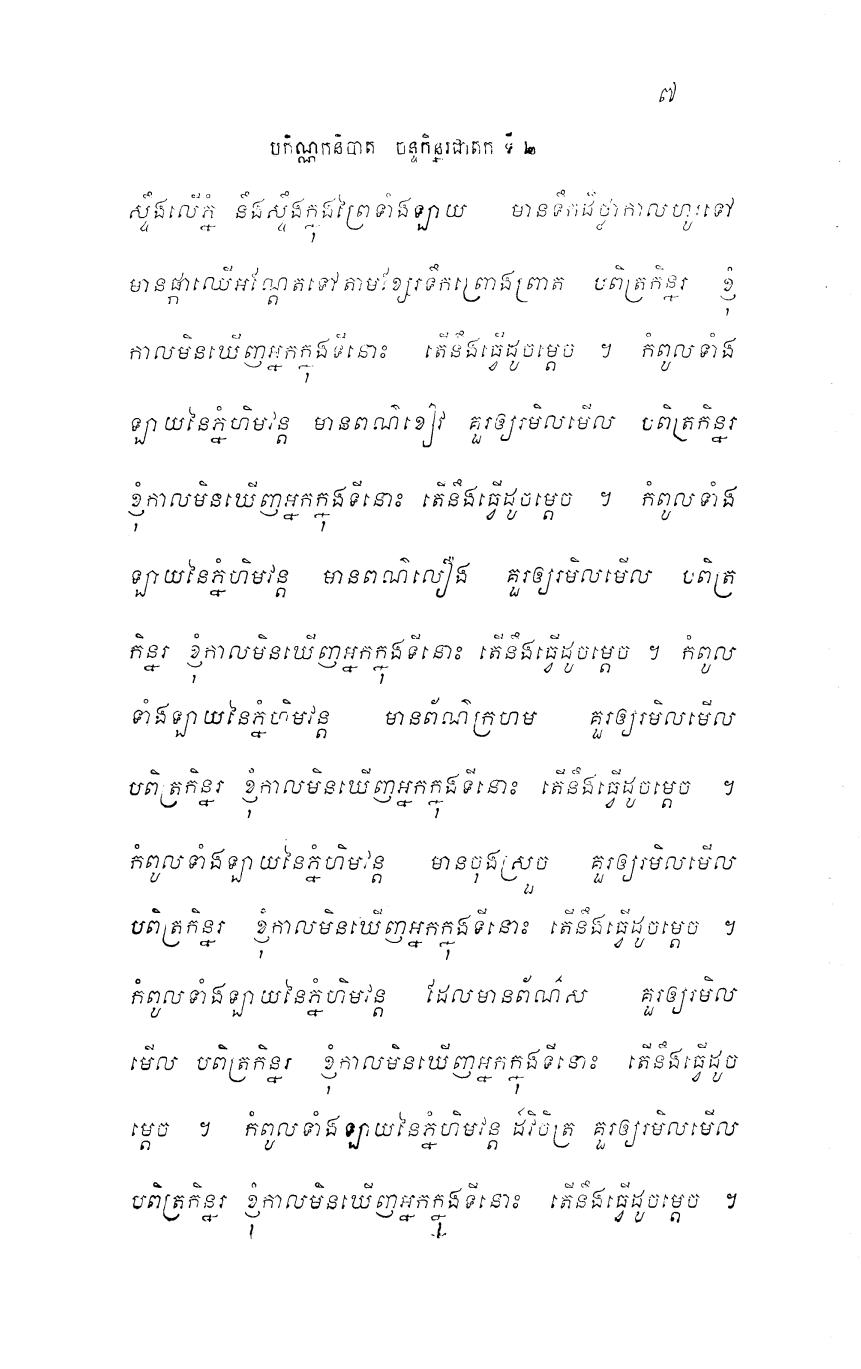 ៧
បកិណ្ណកនិបាត ចន្ទកិន្នរជាតក ទី ២
ស្ទឹងលើភ្នំ នឹងស្ទឹងក្នុងព្រៃទាំងឡាយ មានទឹកដ៏ថ្លាកាលហូរទៅ
មានផ្កាឈើអណ្តែតទៅតាមខ្សែរទឹកព្រោងព្រាត បពិត្រកិន្នរ ខ្ញុំ
កាលមិនឃើញអ្នកក្នុងទីនោះ តើនឹងធ្វើដូចម្តេច ។ កំពូលទាំង
ឡាយនៃភ្នំហិមវន្ត មានពណ៌ខៀវ គួរឲ្យរមិលមើល បពិត្រកិន្នរ
ខ្ញុំកាលមិនឃើញអ្នកក្នុងទីនោះ តើនឹងធ្វើដូចម្តេច ។ កំពូលទាំង
ឡាយនៃភ្នំហិមវន្ត មានពណ៌លឿង គួរឲ្យរមិលមើល បពិត្រ
កិន្នរ ខ្ញុំកាលមិនឃើញអ្នកក្នុងទីនោះ តើនឹងធ្វើដូចម្តេច ។ កំពូល
ទាំងឡាយនៃភ្នំហិមវន្ត មានព័ណ៌ក្រហម គួរឲ្យរមិលមើល
បពិត្រកិន្នរ ខ្ញុំកាលមិនឃើញអ្នកក្នុងទីនោះ តើនឹងធ្វើដូចម្តេច ។
កំពូលទាំងឡាយនៃភ្នំហិមវន្ត មានចុងស្រួច គួរឲ្យរមិលមើល
បពិត្រកិន្នរ ខ្ញុំកាលមិនឃើញអ្នកក្នុងទីនោះ តើនឹងធ្វើដូចម្តេច ។
កំពូលទាំងឡាយនៃភ្នំហិមវន្ត ដែលមានព័ណ៌ស គួរឲ្យរមិល
មើល បពិត្រកិន្នរ ខ្ញុំកាលមិនឃើញអ្នកក្នុងទីនោះ តើនឹងធ្វើដូច
ម្តេច ។ កំពូលទាំងឡាយនៃភ្នំហិមវន្ត ដ៍វិចិត្រ គួរឲ្យរមិលមើល
បពិត្រកិន្នរ ខ្ញុំកាលមិនឃើញអ្នកក្នុងទីនោះ តើនឹងធ្វើដូចម្តេច ។